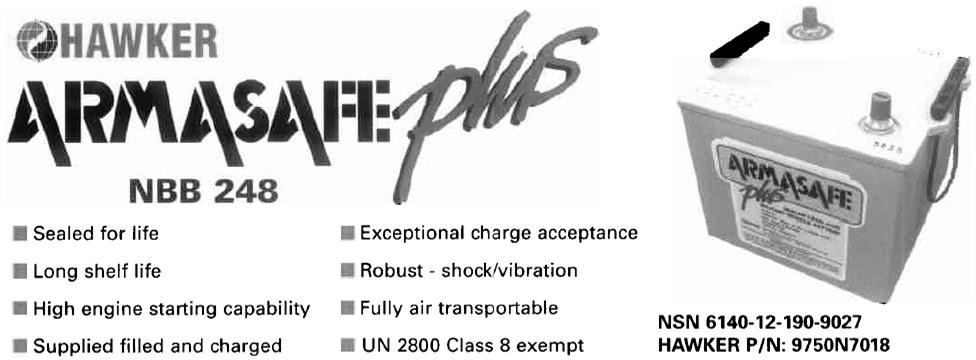 HAWKER
ARMASAFE plus
NBB 248
Sealed for life
Long shelf life
High engine starting capability
Supplied filled and charged
Exceptional charge acceptance
Robust - shock/vibration
Fully air transportable
UN 2800 Class 8 exempt
ARMASAFE
plus
NSN 6140-12-190-9027
HAWKER P/N: 9750N7018